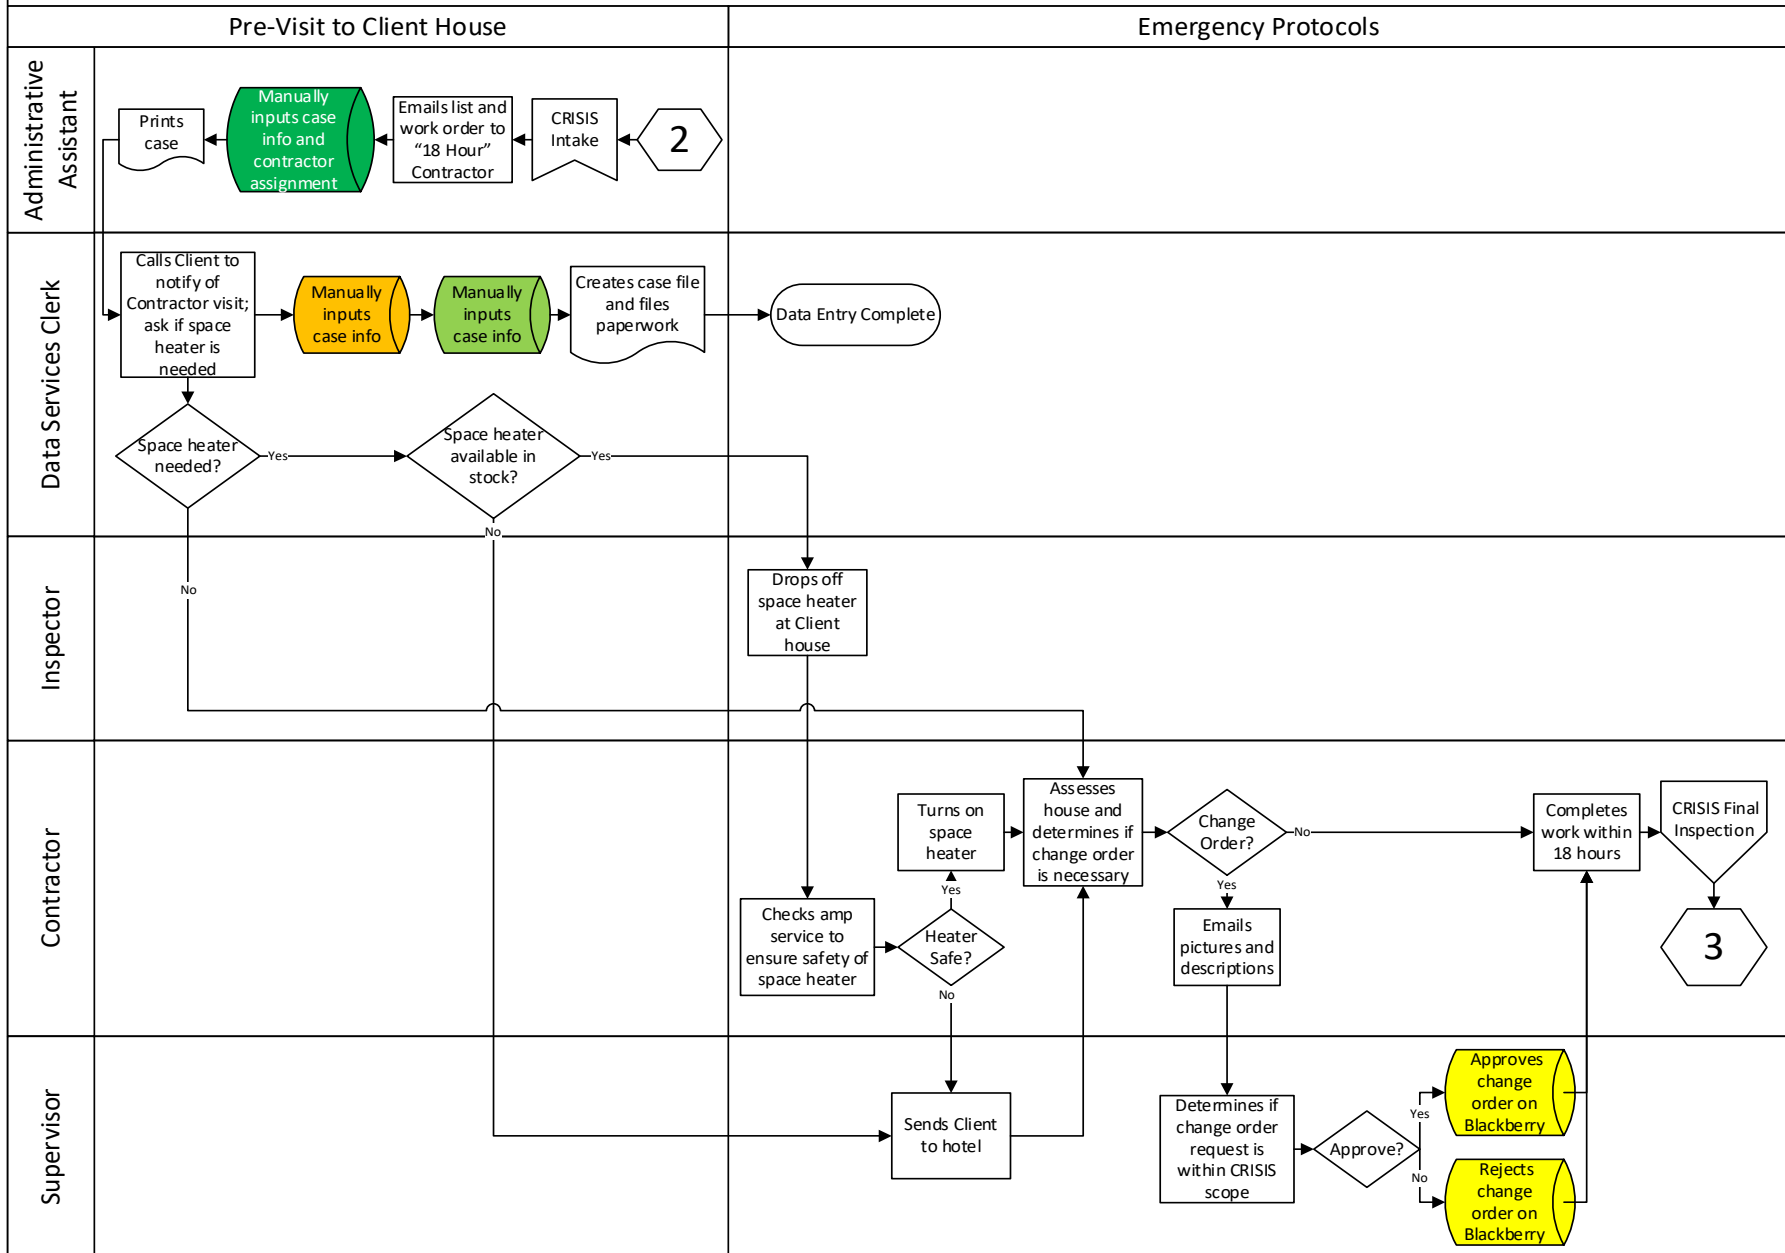 Pre-Visit to Client House
Emergency Protocols
Administrative
Assistant
Prints
case
Manually
inputs case
info and
contractor
assignment
Emails list and
work order to
“18 Hour”
Contractor
CRISIS
Intake
2
Data Services Clerk
Calls Client to
notify of
Contractor visit;
ask if space
heater is
needed
Manually
inputs
case info
Manually
inputs
case info
Creates case file
and files
paperwork
Data Entry Complete
Space heater
needed?
Yes
Space heater
available in
stock?
Yes
No
No
Inspector
Drops off
space heater
at Client
house
Contractor
Turns on
space
heater
Assesses
house and
determines if
change order
is necessary
Change
Order?
No
Completes
work within
18 hours
CRISIS Final
Inspection
Yes
Yes
Checks amp
service to
ensure safety of
space heater
Heater
Safe?
Emails
pictures and
descriptions
3
No
Supervisor
Sends Client
to hotel
Determines if
change order
request is
within CRISIS
scope
Approve?
Yes
No
Approves
change
order on
Blackberry
Rejects
change
order on
Blackberry